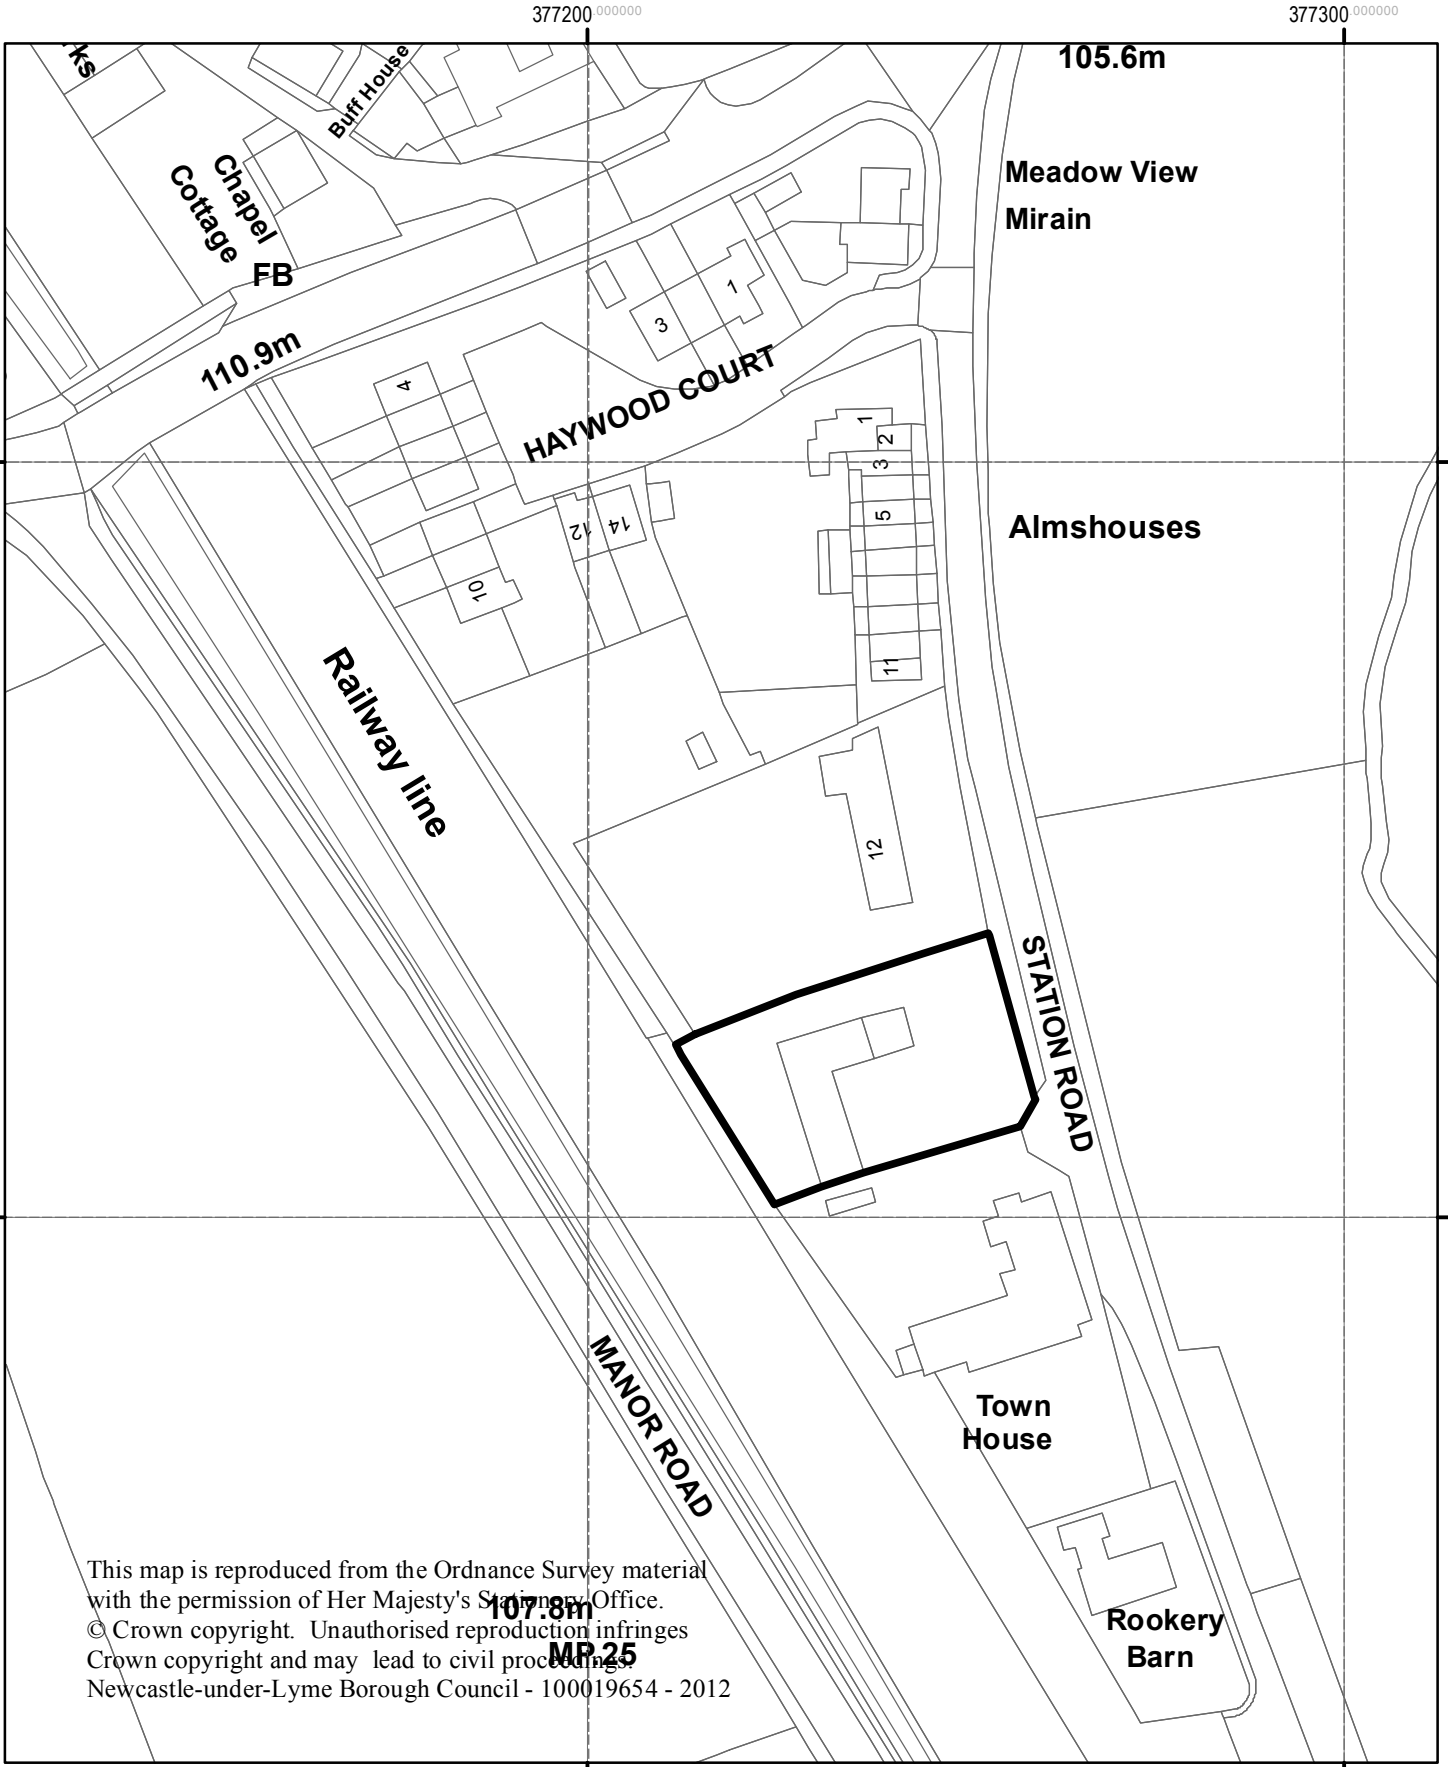 377200.000000
377300.000000
rks
Buff House
105.6m
Chapel
Cottage
Meadow View
Mirain
FB
1
3
110.9m
4
HAYWOOD COURT
1
2
3
5
12
14
Almshouses
10
11
Railway line
12
STATION ROAD
MANOR ROAD
Town
House
This map is reproduced from the Ordnance Survey material
with the permission of Her Majesty's Stationery Office.
© Crown copyright. Unauthorised reproduction infringes
Crown copyright and may lead to civil proceedings.
Newcastle-under-Lyme Borough Council - 100019654 - 2012
107.8m
MP.25
Rookery
Barn